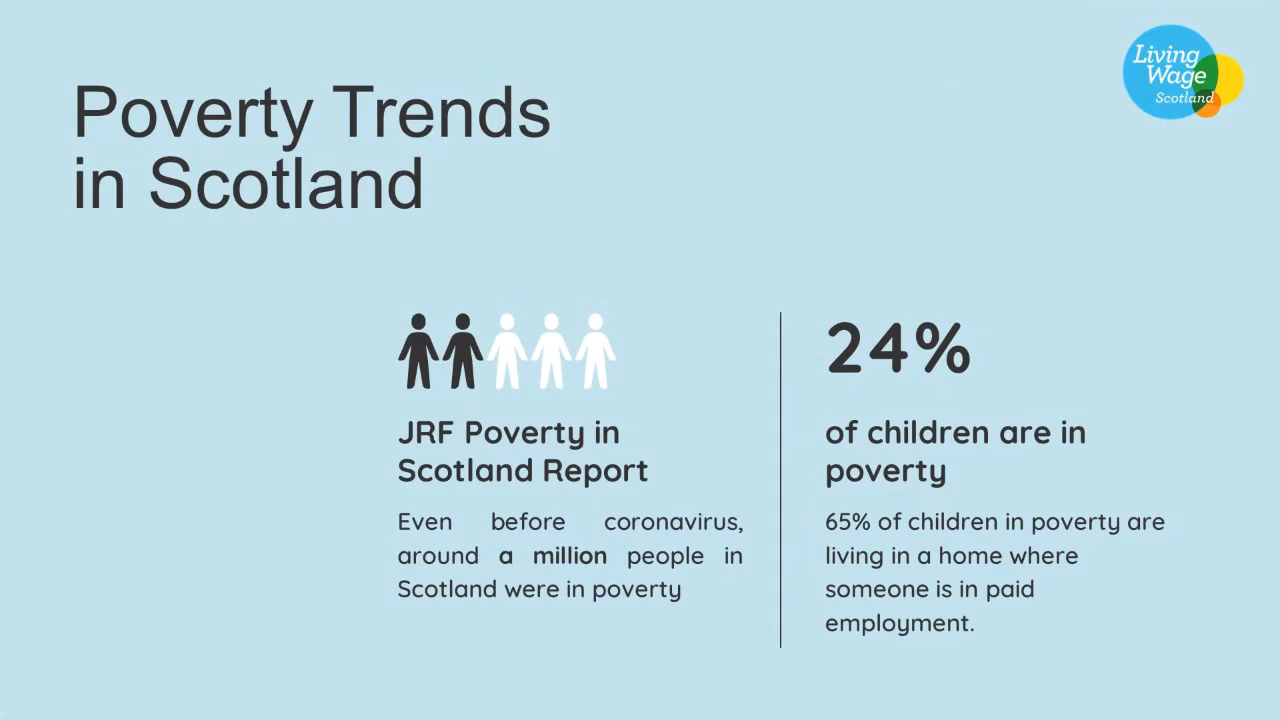 Living
Wage
Scotland
Poverty Trends
in Scotland
JRF Poverty in
Scotland Report
Even before coronavirus,
around a million people in
Scotland were in poverty
24%
of children are in
poverty
65% of children in poverty are
living in a home where
someone is in paid
employment.